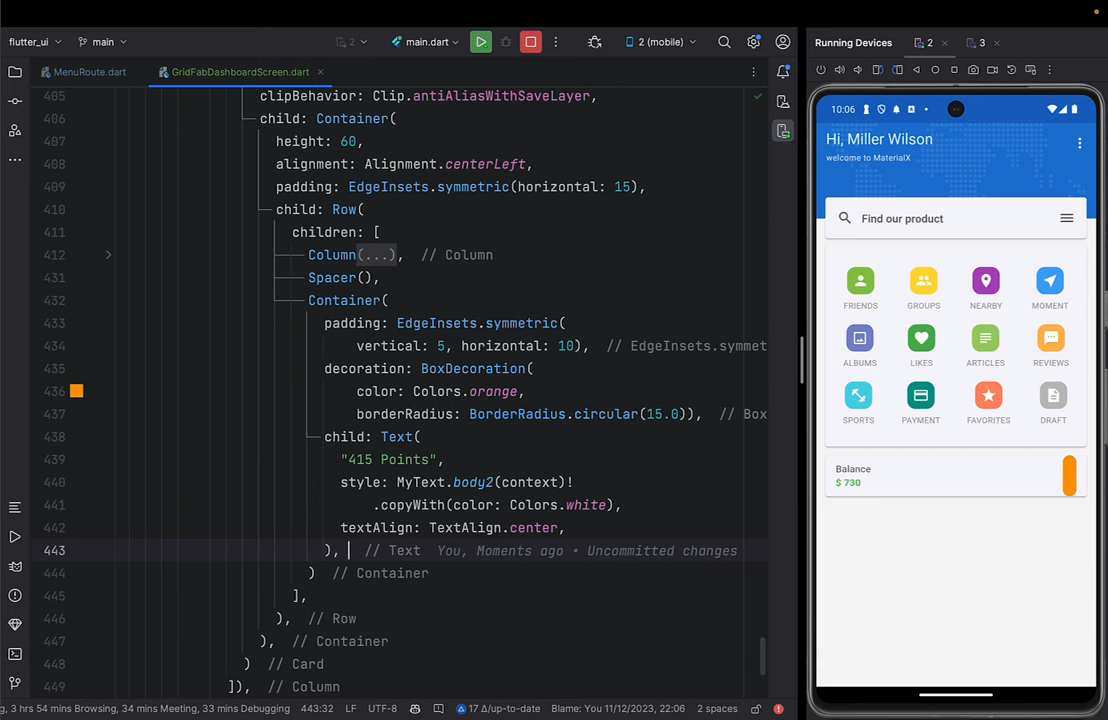 flutter_ui
main
2
main.dart
2 (mobile)
Running Devices
2
3
MenuRoute.dart
GridFabDashboardScreen.dart
405 clipBehavior: Clip.antiAliasWithSaveLayer,
406 child: Container(
407 height: 60,
408 alignment: Alignment.centerLeft,
409 padding: EdgeInsets.symmetric(horizontal: 15),
410 child: Row(
411 children: [
412 Column(...), // Column
431 Spacer(),
432 Container(
433 padding: EdgeInsets.symmetric(
434 vertical: 5, horizontal: 10), // EdgeInsets.symmet
435 decoration: BoxDecoration(
436 color: Colors.orange,
437 borderRadius: BorderRadius.circular(15.0)), // Box
438 child: Text(
439 "415 Points",
440 style: MyText.body2(context)!
441 .copyWith(color: Colors.white),
442 textAlign: TextAlign.center,
443 ), // Text You, Moments ago • Uncommitted changes
444 ) // Container
445 ],
446 ), // Row
447 ), // Container
448 ) // Card
449 ]), // Column
g, 3 hrs 54 mins Browsing, 34 mins Meeting, 33 mins Debugging
443:32
LF
UTF-8
17 Δ/up-to-date
Blame: You 11/12/2023, 22:06
2 spaces
10:06
Hi, Miller Wilson
welcome to MaterialX
Find our product
FRIENDS
GROUPS
NEARBY
MOMENT
ALBUMS
LIKES
ARTICLES
REVIEWS
SPORTS
PAYMENT
FAVORITES
DRAFT
Balance
$ 730